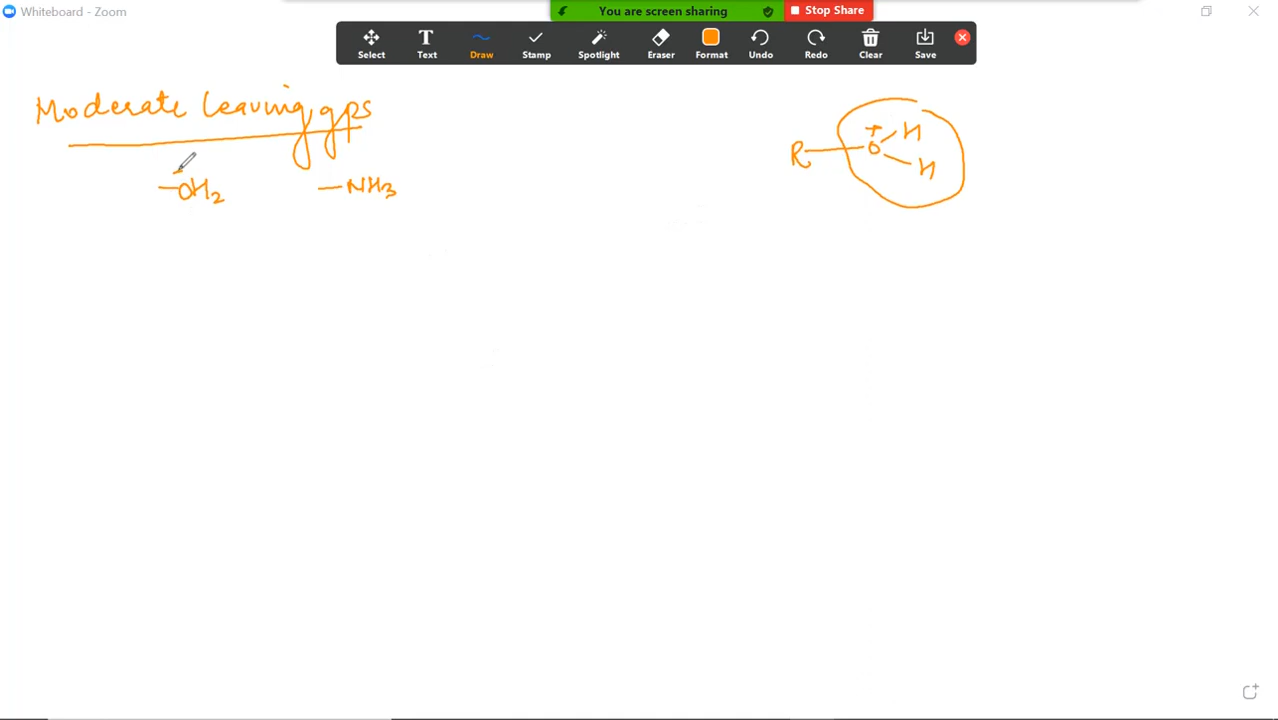 Whiteboard - Zoom
You are screen sharing
Stop Share
Select Text Draw Stamp Spotlight Eraser Format Undo Redo Clear Save
Moderate leaving gps
R—O+ H
H
—OH2 —NH3